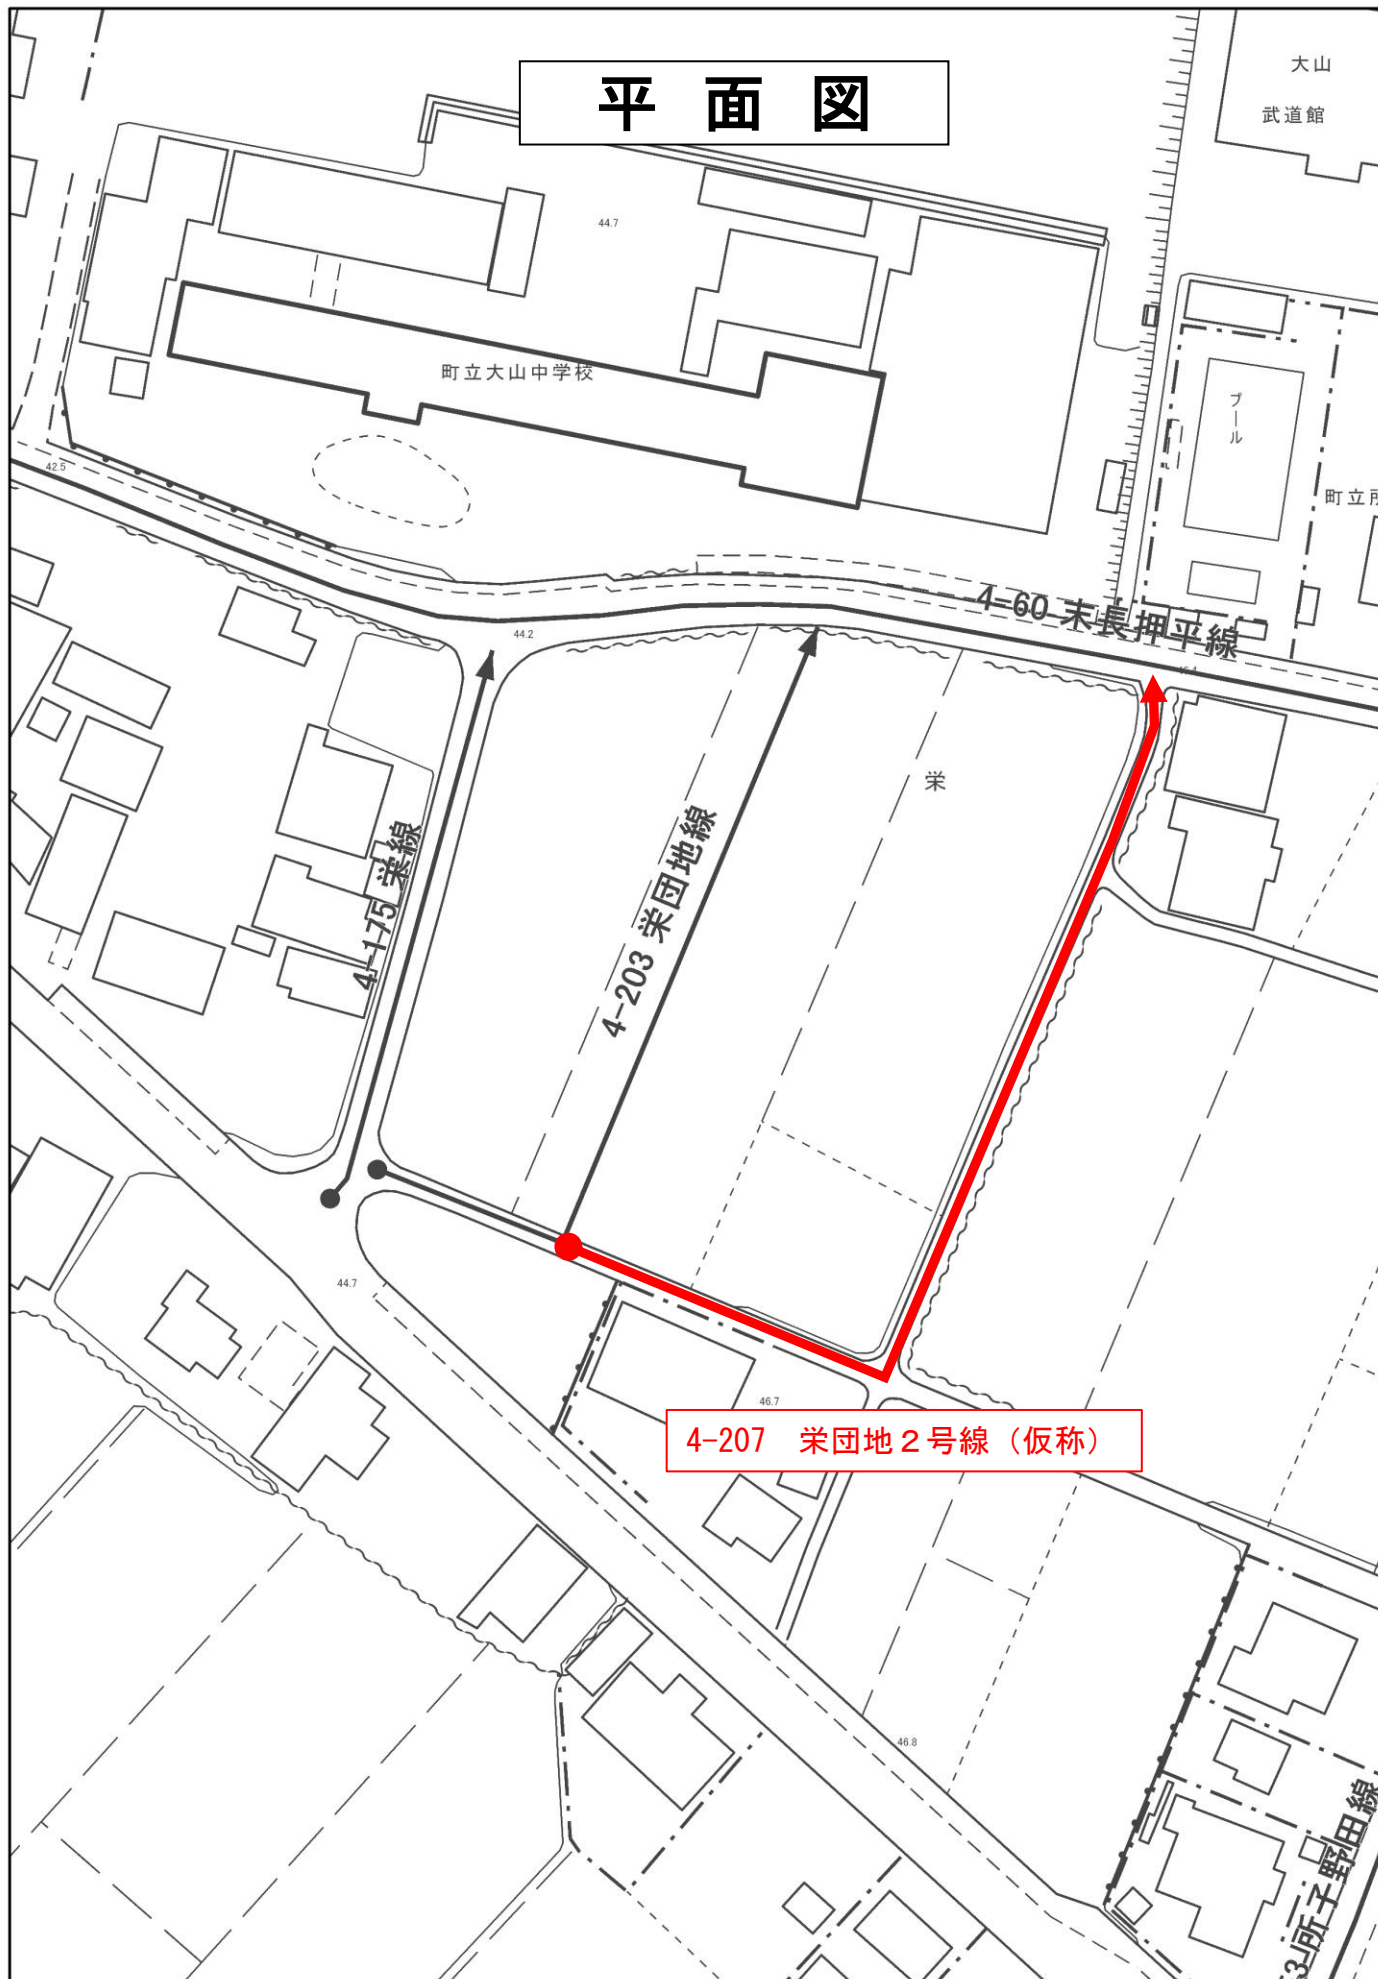 平面図
大山
武道館
44.7
町立大山中学校
プール
42.5
町立所
4-60 末長押平線
44.2
栄
4-175 栄線
4-203 栄団地線
44.7
46.7
4-207 栄団地２号線（仮称）
46.8
所子野田線